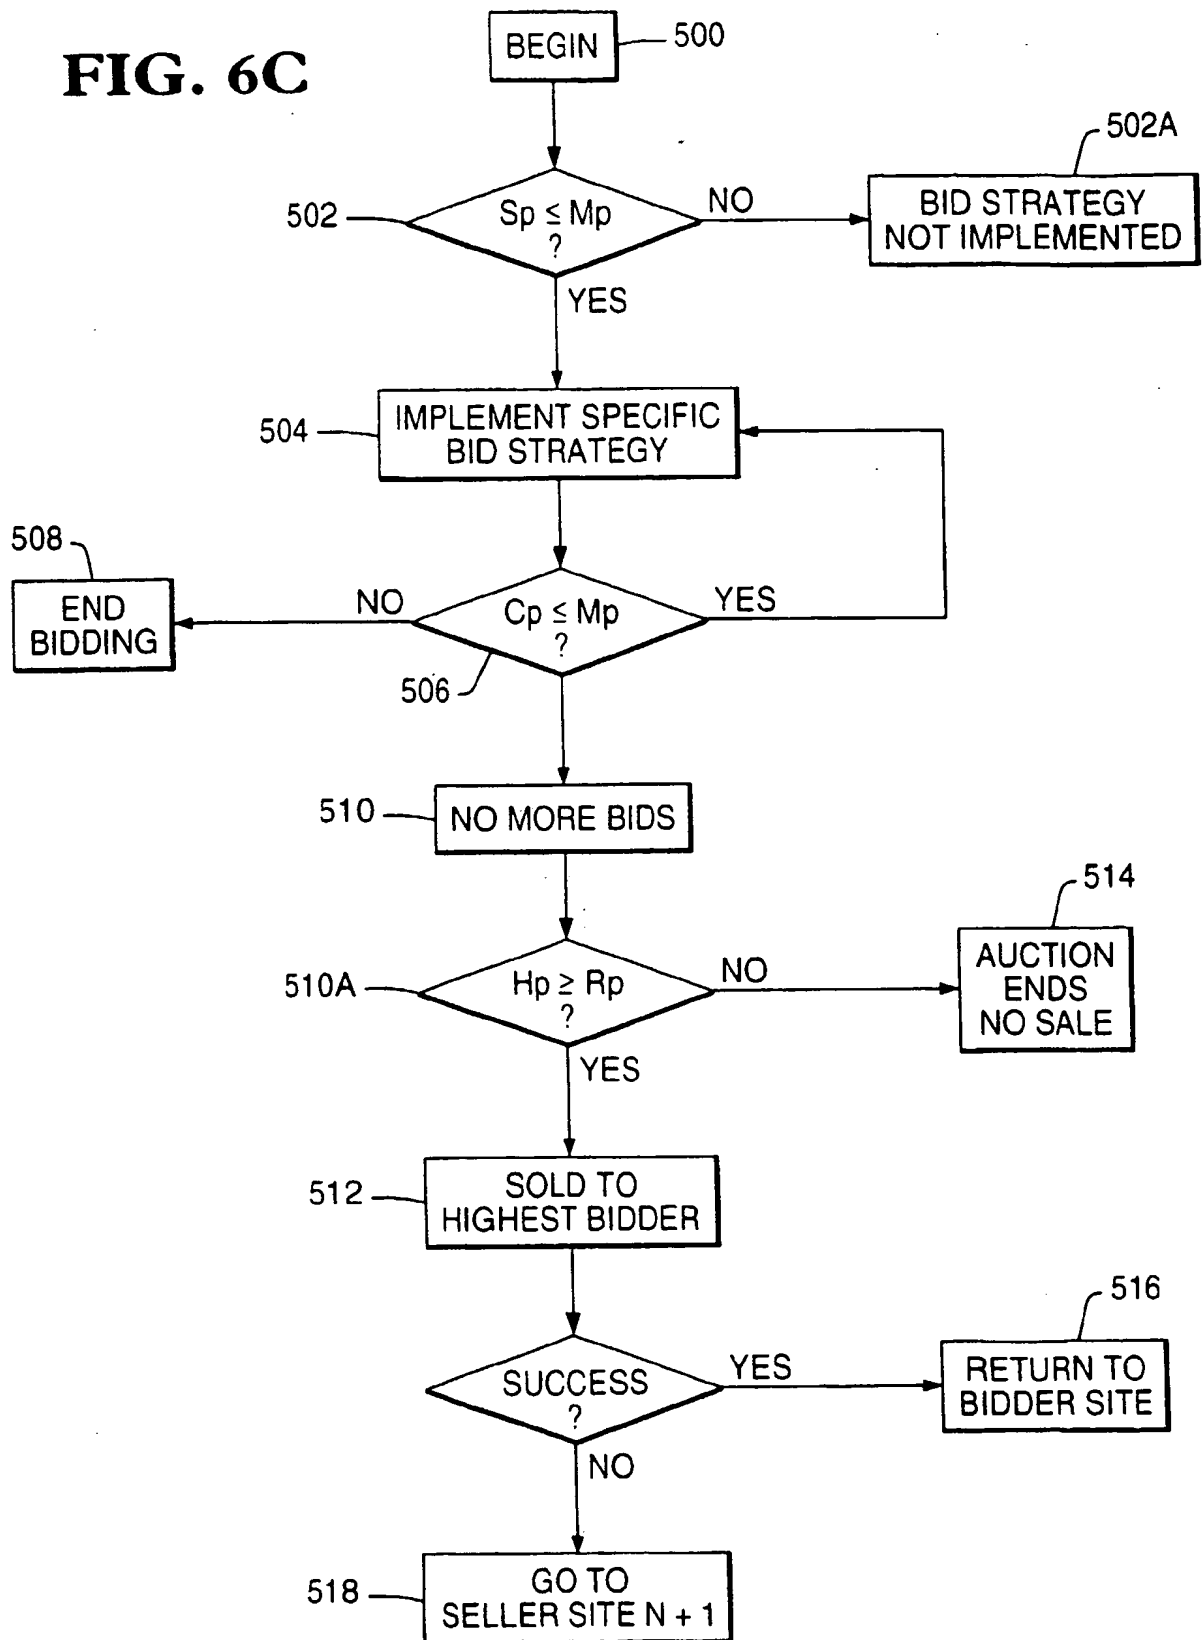 FIG. 6C
BEGIN
500
502A
502
Sp ≤ Mp
?
NO
BID STRATEGY
NOT IMPLEMENTED
YES
504
IMPLEMENT SPECIFIC
BID STRATEGY
508
END
BIDDING
NO
Cp ≤ Mp
?
YES
506
510
NO MORE BIDS
514
510A
Hp ≥ Rp
?
NO
AUCTION
ENDS
NO SALE
YES
512
SOLD TO
HIGHEST BIDDER
516
SUCCESS
?
YES
RETURN TO
BIDDER SITE
NO
518
GO TO
SELLER SITE N + 1